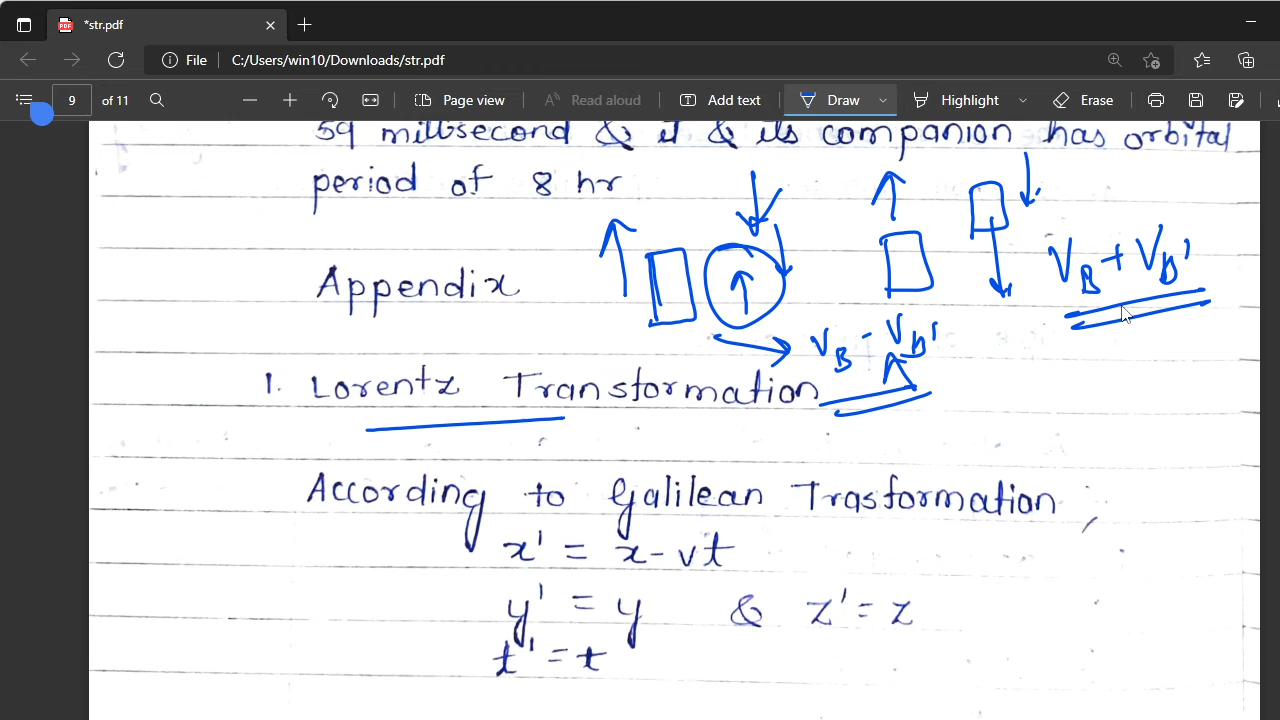 *str.pdf
File C:/Users/win10/Downloads/str.pdf
9 of 11 Page view Read aloud Add text Draw Highlight Erase
59 millisecond & it & its companion has orbital
period of 8 hr
V_B + V_B'
Appendix
V_B - V_B'
1. Lorentz Transformation
According to Galilean Trasformation,
x' = x - vt
y' = y & z' = z
t' = t